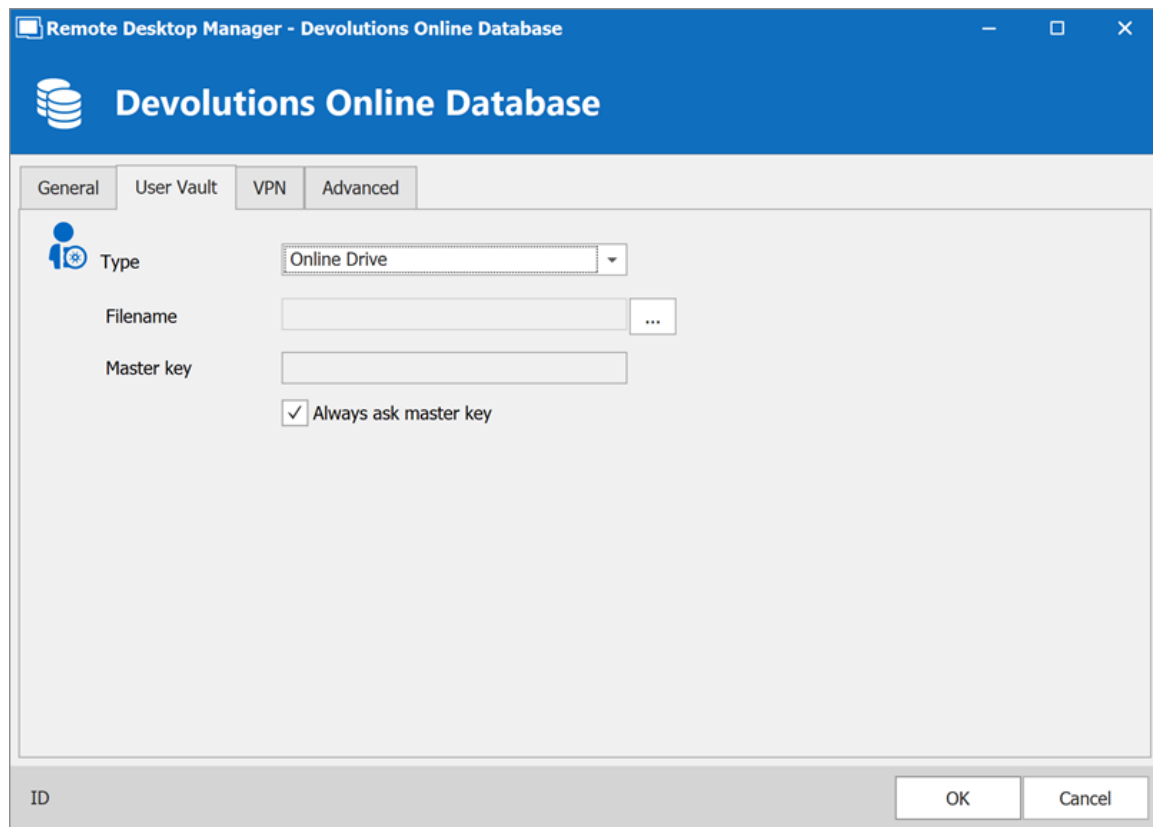 Remote Desktop Manager - Devolutions Online Database
Devolutions Online Database
General User Vault VPN Advanced
Type Online Drive
Filename ...
Master key
Always ask master key
ID OK Cancel